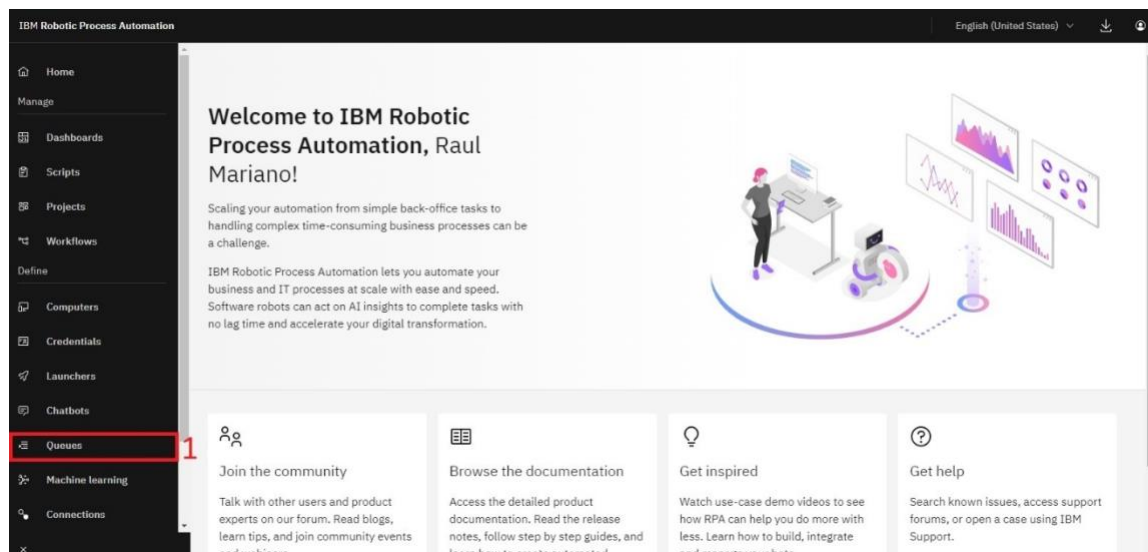 IBM Robotic Process Automation
English (United States)
Home
Manage
Dashboards
Scripts
Projects
Workflows
Define
Computers
Credentials
Launchers
Chatbots
Queues
1
Machine learning
Connections
Welcome to IBM Robotic
Process Automation, Raul
Mariano!
Scaling your automation from simple back-office tasks to
handling complex time-consuming business processes can be
a challenge.
IBM Robotic Process Automation lets you automate your
business and IT processes at scale with ease and speed.
Software robots can act on AI insights to complete tasks with
no lag time and accelerate your digital transformation.
Join the community
Talk with other users and product
experts on our forum. Read blogs,
learn tips, and join community events
and webinars.
Browse the documentation
Access the detailed product
documentation. Read the release
notes, follow step by step guides, and
learn how to create automated
Get inspired
Watch use-case demo videos to see
how RPA can help you do more with
less. Learn how to build, integrate
Get help
Search known issues, access support
forums, or open a case using IBM
Support.